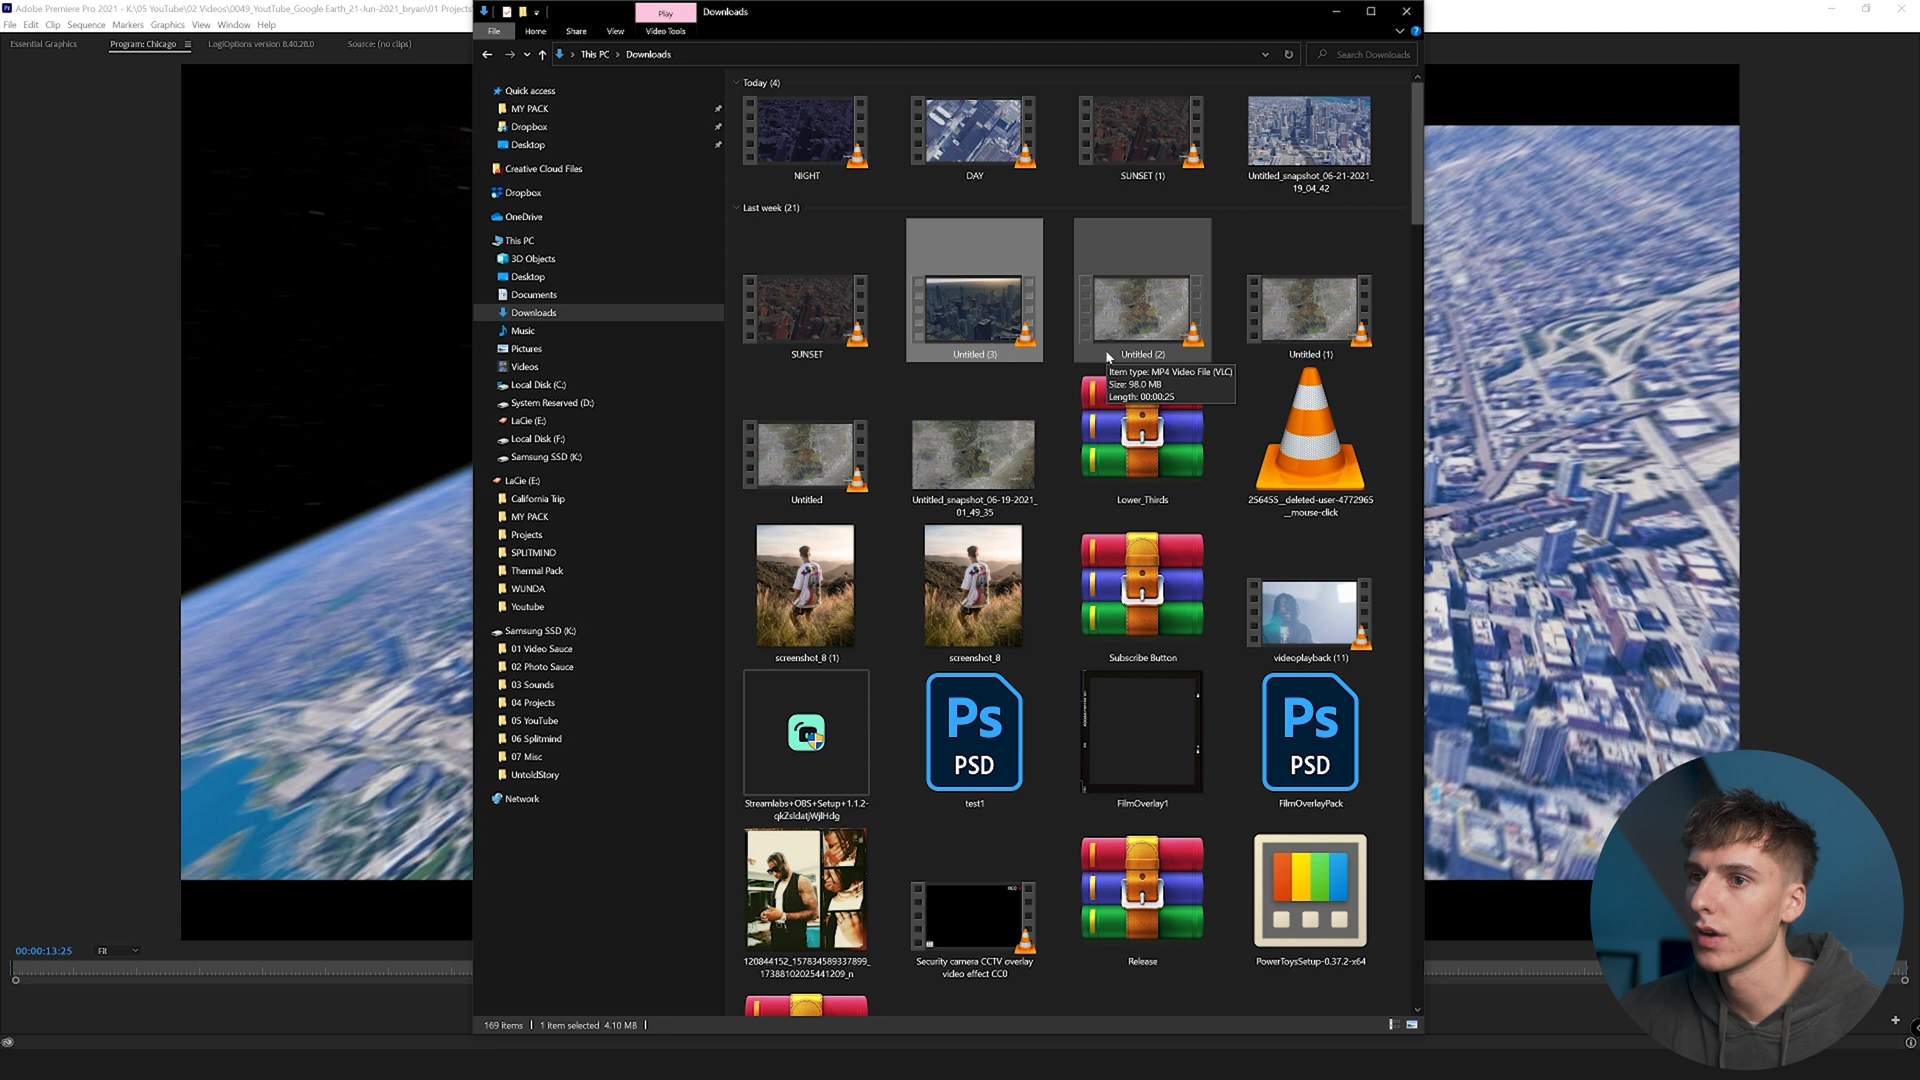 Adobe Premiere Pro 2021 - K:\05 YouTube\02 Videos\0049_YoutTube_Google Earth_21-Jun-2021_bryan\01 Projects
Play
Downloads
File Edit Clip Sequence Markers Graphics View Window Help
File Home Share View Video Tools
Essential Graphics Program: Chicago LogiOptions version 8.40.28.0 Source: (no clips)
This PC Downloads
Search Downloads
Quick access
MY PACK
Dropbox
Desktop
Creative Cloud Files
Dropbox
OneDrive
This PC
3D Objects
Desktop
Documents
Downloads
Music
Pictures
Videos
Local Disk (C:)
System Reserved (D:)
LaCie (E:)
Local Disk (F:)
Samsung SSD (K:)
LaCie (E:)
California Trip
MY PACK
Projects
SPLITMIND
Thermal Pack
WUNDA
Youtube
Samsung SSD (K:)
01 Video Sauce
02 Photo Sauce
03 Sounds
04 Projects
05 YouTube
06 Splitmind
07 Misc
UntoldStory
Network
Today (4)
NIGHT
DAY
SUNSET (1)
Untitled_snapshot_06-21-2021_
19_04_42
Last week (21)
SUNSET
Untitled (3)
Untitled (2)
Untitled (1)
Item type: MP4 Video File (VLC)
Size: 98.0 MB
Length: 00:00:25
Untitled
Untitled_snapshot_06-19-2021_
01_49_35
Lower_Thirds
256455__deleted-user-4772965
__mouse-click
screenshot_8 (1)
screenshot_8
Subscribe Button
videoplayback (11)
Ps
PSD
Ps
PSD
Streamlabs+OBS+Setup+1.1.2-
test1
FilmOverlay1
FilmOverlayPack
120844152_157834589337899_
17388102025441209_n
Security camera CCTV overlay
video effect CC0
Release
PowerToysSetup-0.37.2-x64
00:00:13:25 Fit
169 items 1 item selected 4.10 MB